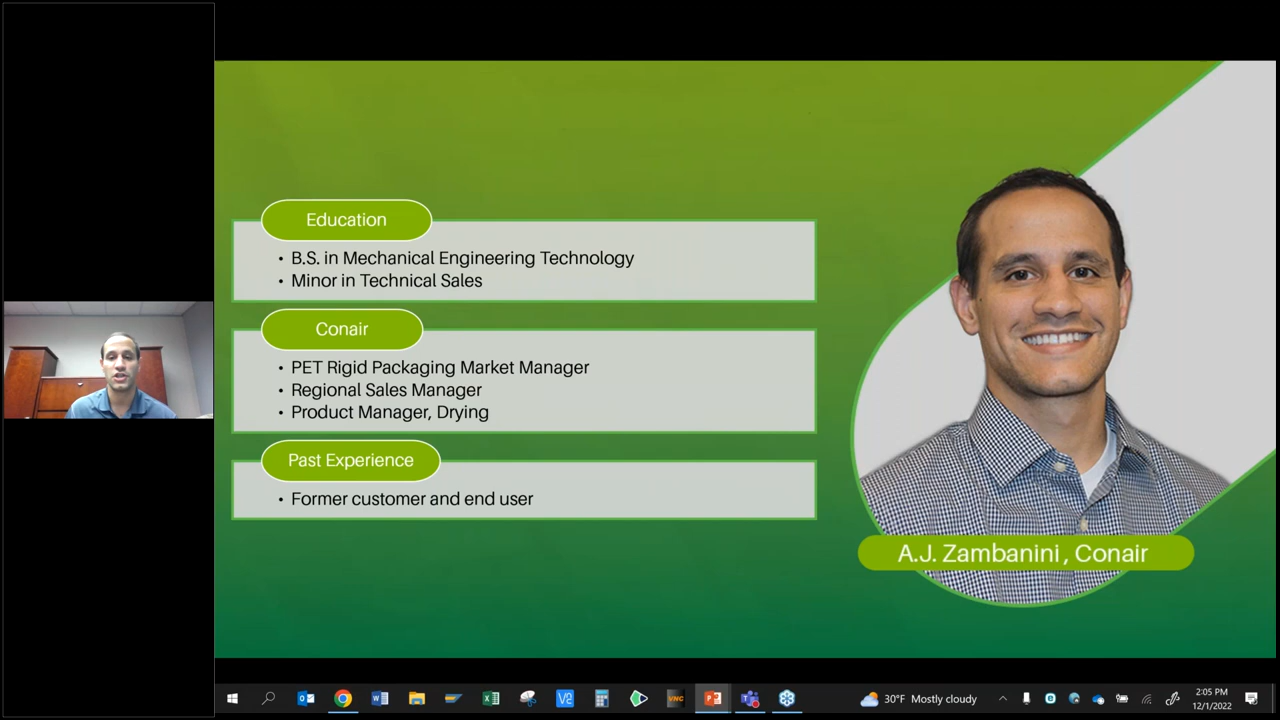 Education
• B.S. in Mechanical Engineering Technology
• Minor in Technical Sales
Conair
• PET Rigid Packaging Market Manager
• Regional Sales Manager
• Product Manager, Drying
Past Experience
• Former customer and end user
A.J. Zambanini, Conair
V2
VNC
30°F Mostly cloudy
2:05 PM
12/1/2022